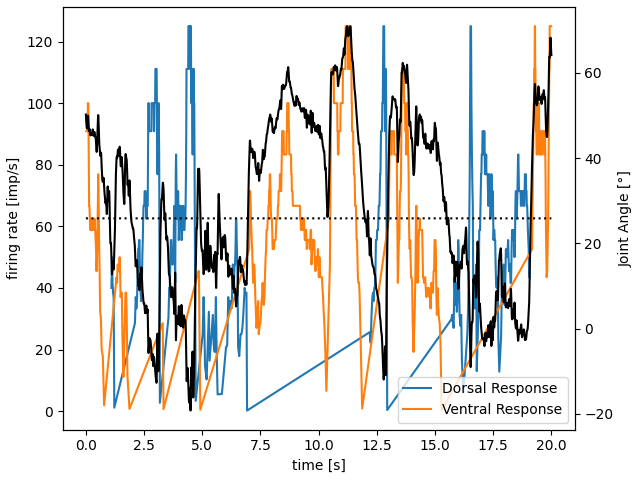 firing rate [imp/s]
120
100
80
60
40
20
0
60
40
20
0
−20
Joint Angle [°]
Dorsal Response
Ventral Response
0.0 2.5 5.0 7.5 10.0 12.5 15.0 17.5 20.0
time [s]